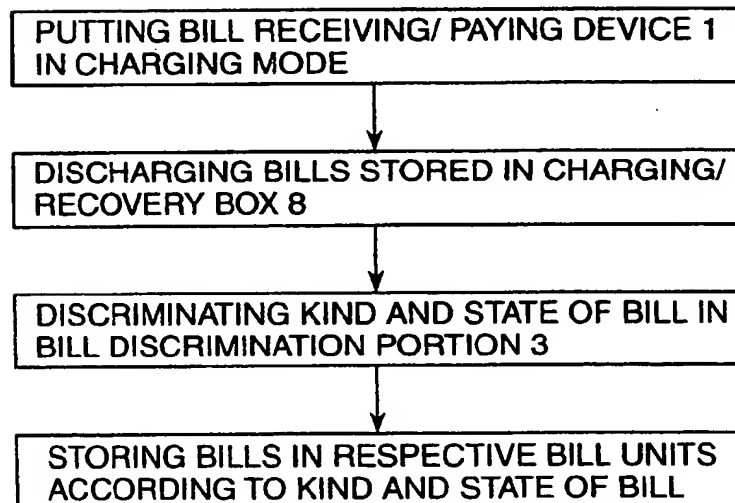 PUTTING BILL RECEIVING/ PAYING DEVICE 1
IN CHARGING MODE
DISCHARGING BILLS STORED IN CHARGING/
RECOVERY BOX 8
DISCRIMINATING KIND AND STATE OF BILL IN
BILL DISCRIMINATION PORTION 3
STORING BILLS IN RESPECTIVE BILL UNITS
ACCORDING TO KIND AND STATE OF BILL